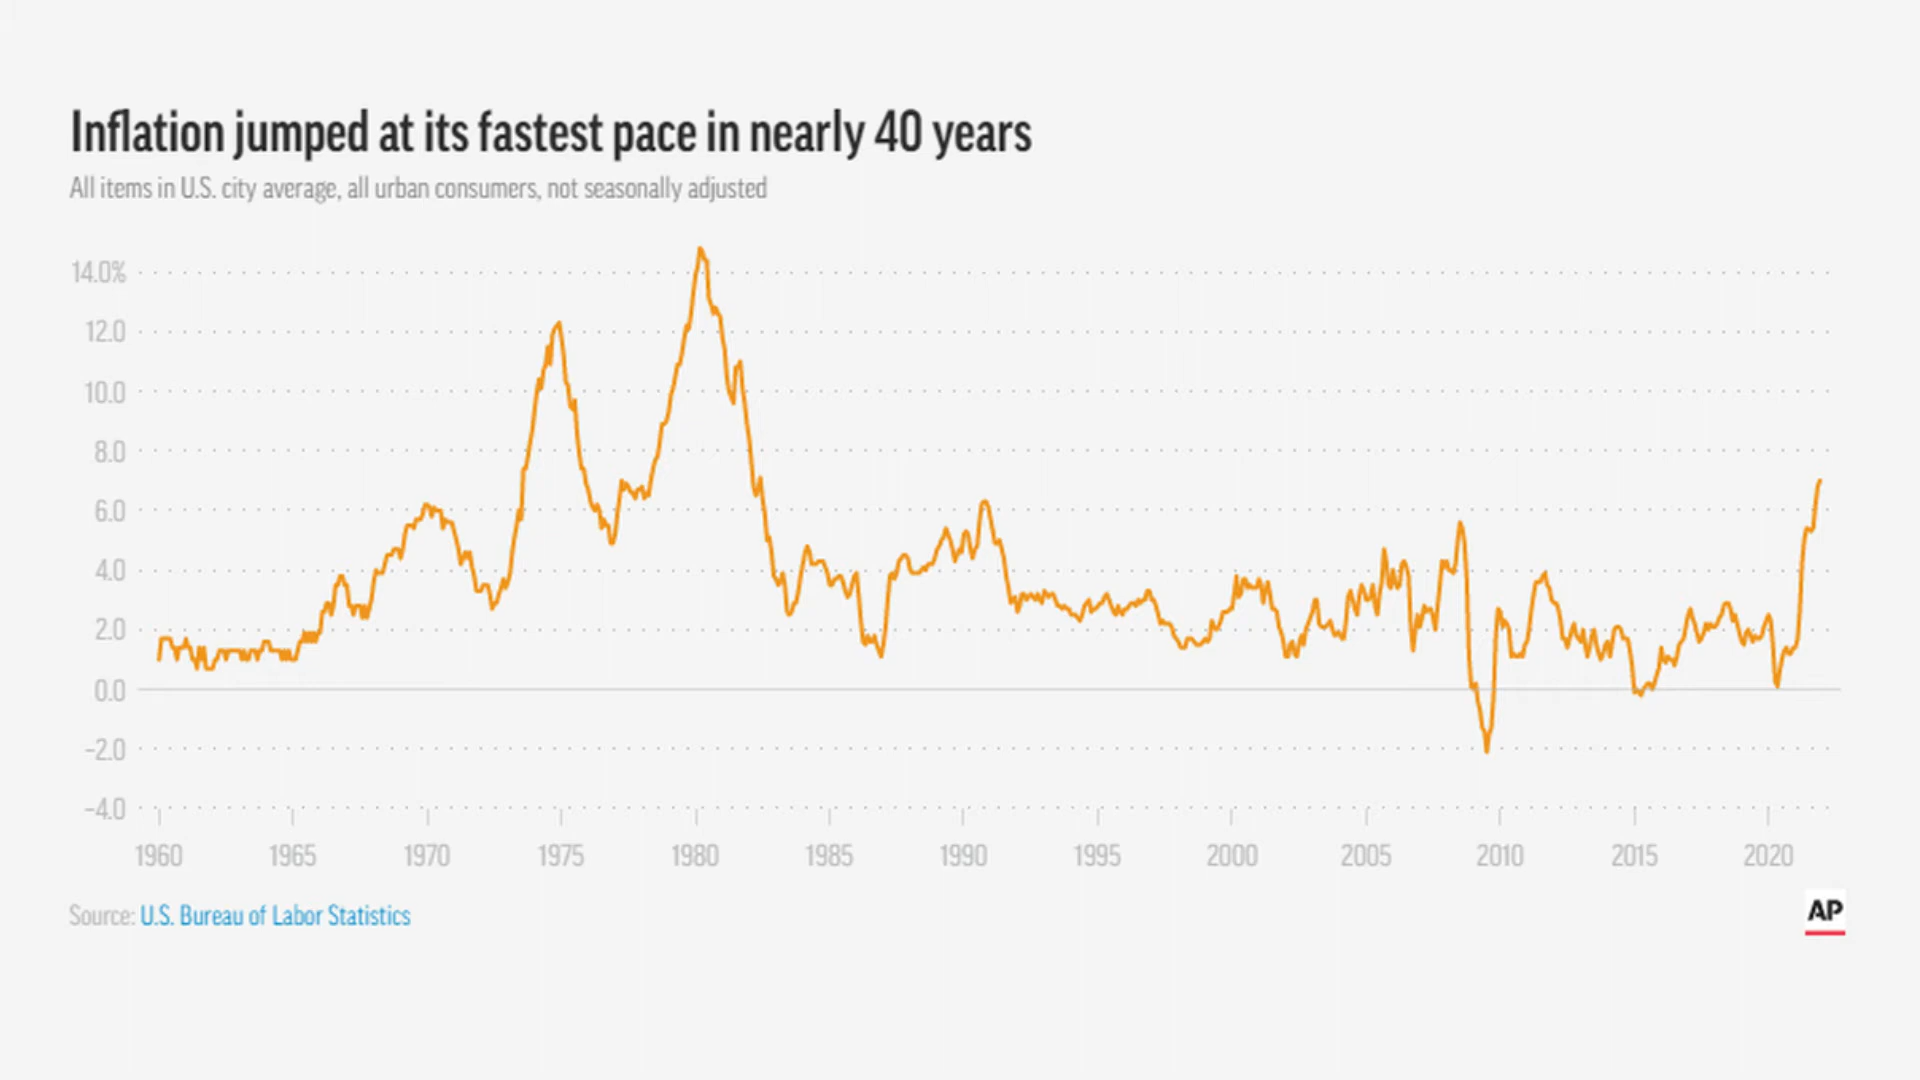 Inflation jumped at its fastest pace in nearly 40 years
All items in U.S. city average, all urban consumers, not seasonally adjusted
14.0%
12.0
10.0
8.0
6.0
4.0
2.0
0.0
−2.0
−4.0
1960 1965 1970 1975 1980 1985 1990 1995 2000 2005 2010 2015 2020
Source: U.S. Bureau of Labor Statistics
AP